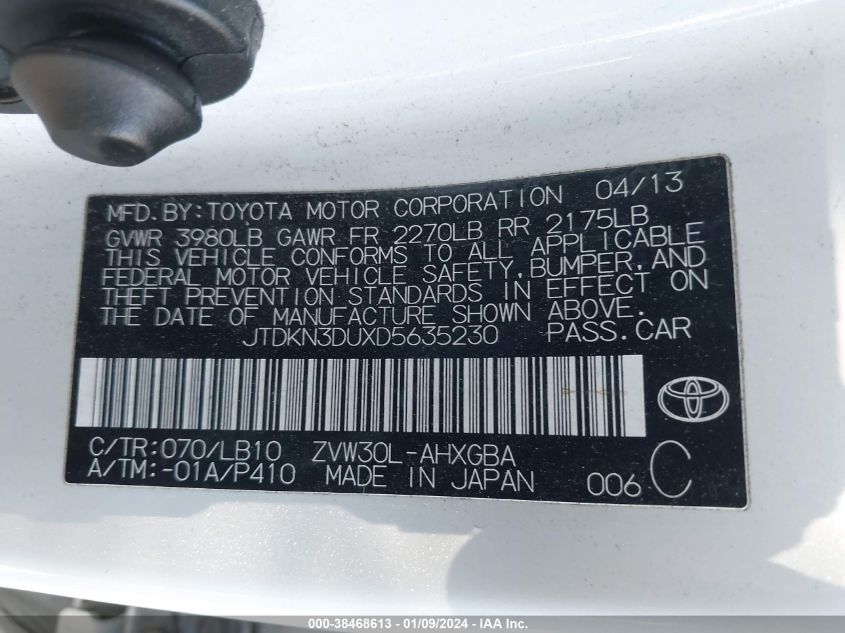 MFD.BY:TOYOTA MOTOR CORPORATION 04/13
GVWR 3980LB GAWR FR 2270LB RR 2175LB
THIS VEHICLE CONFORMS TO ALL APPLICABLE
FEDERAL MOTOR VEHICLE SAFETY,BUMPER,AND
THEFT PREVENTION STANDARDS IN EFFECT ON
THE DATE OF MANUFACTURE SHOWN ABOVE.
JTDKN3DUXD5635230 PASS.CAR
C/TR:070/LB10 ZVW30L-AHXGBA
A/TM:-01A/P410 MADE IN JAPAN 006 C
000-38468613 - 01/09/2024 - IAA Inc.